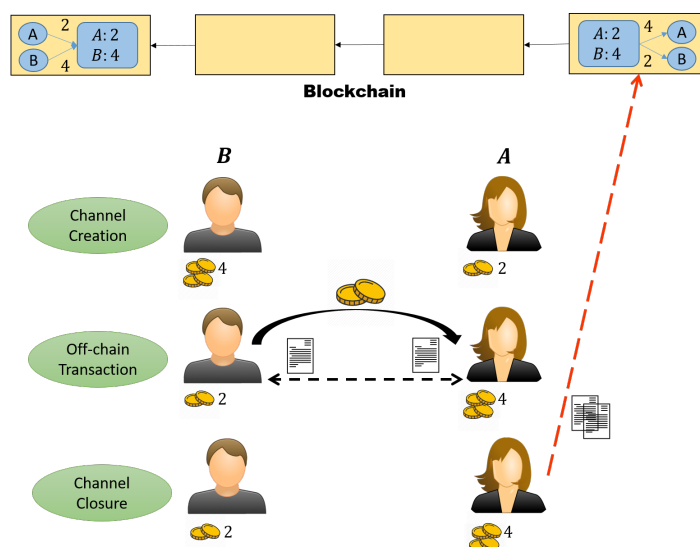 2
A
B
4
A: 2
B: 4
A: 2
B: 4
4
A
2
B
Blockchain
B
A
Channel
Creation
4
2
Off-chain
Transaction
2
4
Channel
Closure
2
4